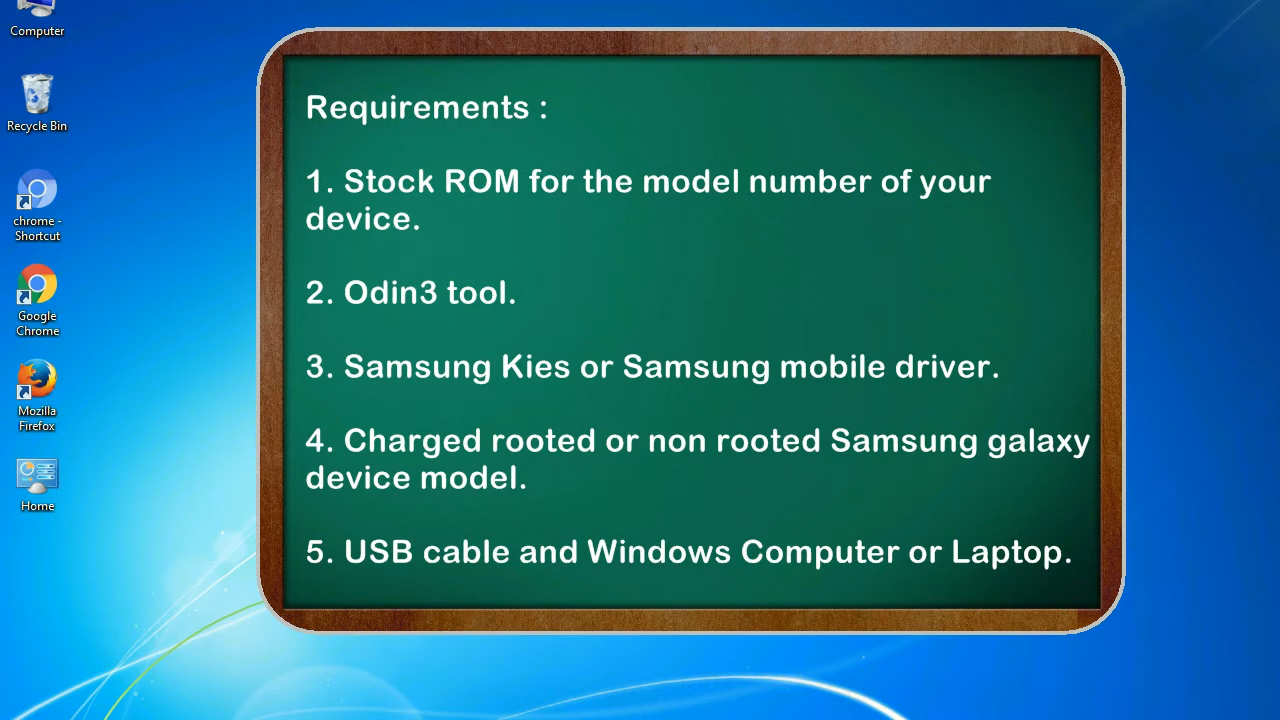 Computer
Recycle Bin
chrome -
Shortcut
Google
Chrome
Mozilla
Firefox
Home
Requirements :
1. Stock ROM for the model number of your
device.
2. Odin3 tool.
3. Samsung Kies or Samsung mobile driver.
4. Charged rooted or non rooted Samsung galaxy
device model.
5. USB cable and Windows Computer or Laptop.